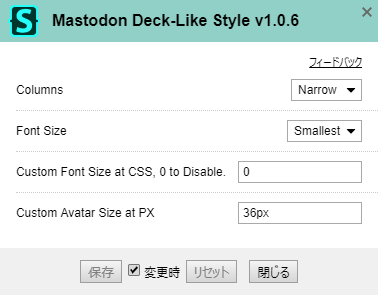 Mastodon Deck-Like Style v1.0.6
フィードバック
Columns Narrow
Font Size Smallest
Custom Font Size at CSS, 0 to Disable. 0
Custom Avatar Size at PX 36px
保存 変更時 リセット 閉じる